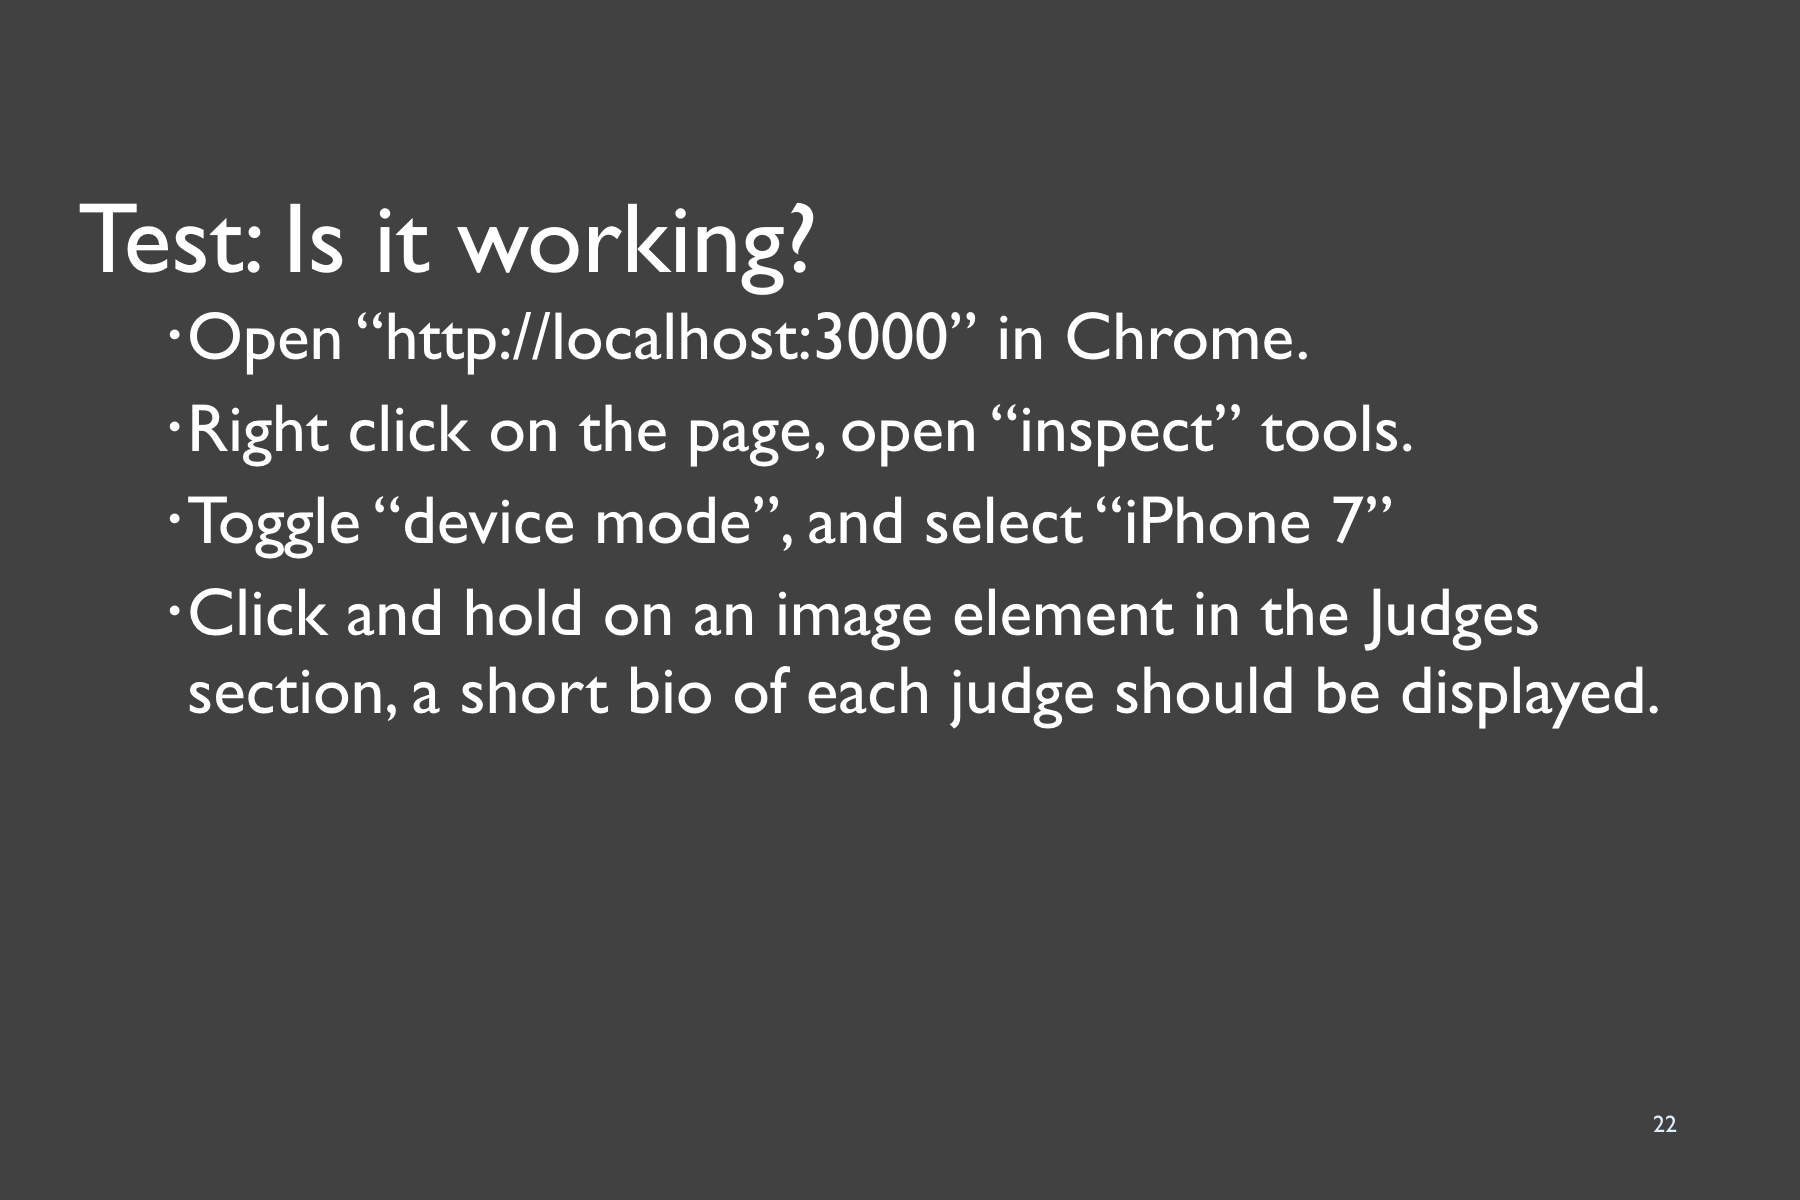 Test: Is it working?
•Open “http://localhost:3000” in Chrome.
•Right click on the page, open “inspect” tools.
•Toggle “device mode”, and select “iPhone 7”
•Click and hold on an image element in the Judges
section, a short bio of each judge should be displayed.
22